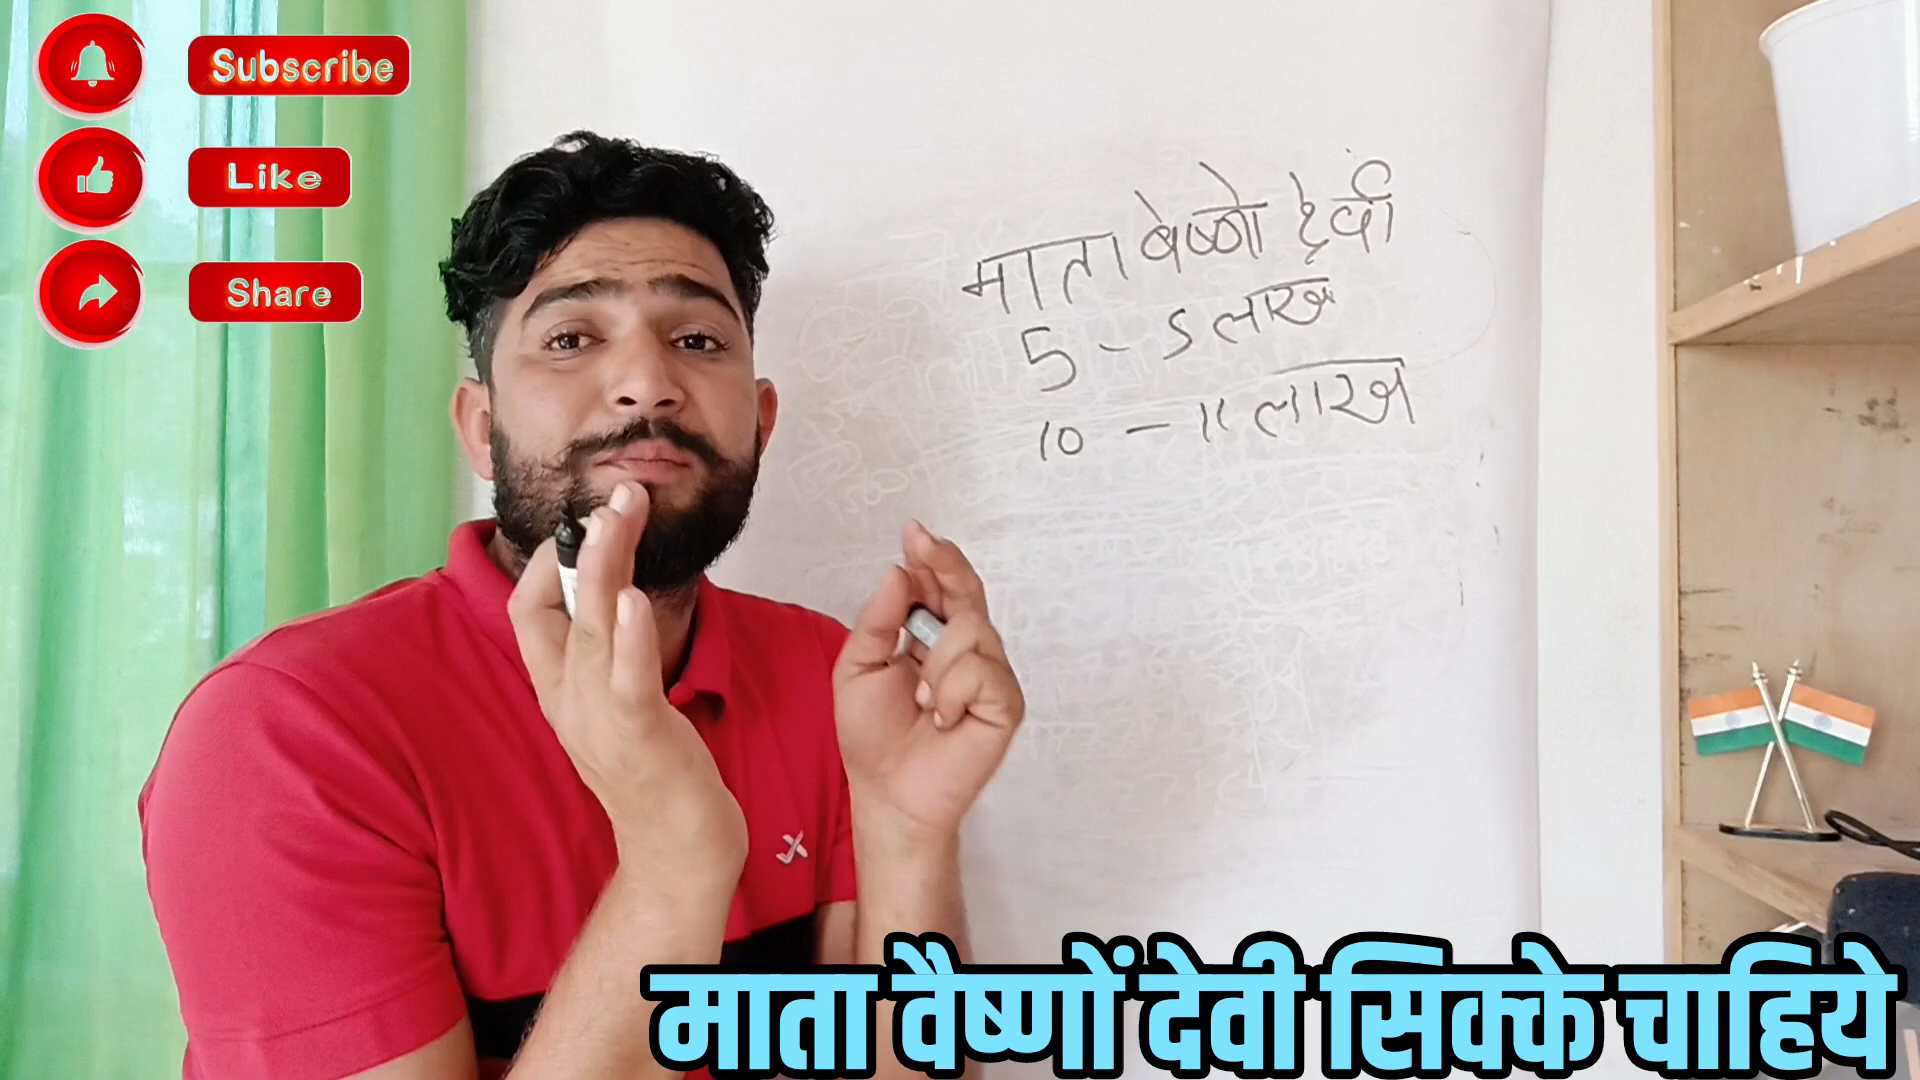 Subscribe
Like
Share
माता वेष्णो देवी
5 - 5 लाख
10 - 11 लाख
माता वैष्णों देवी सिक्के चाहिये